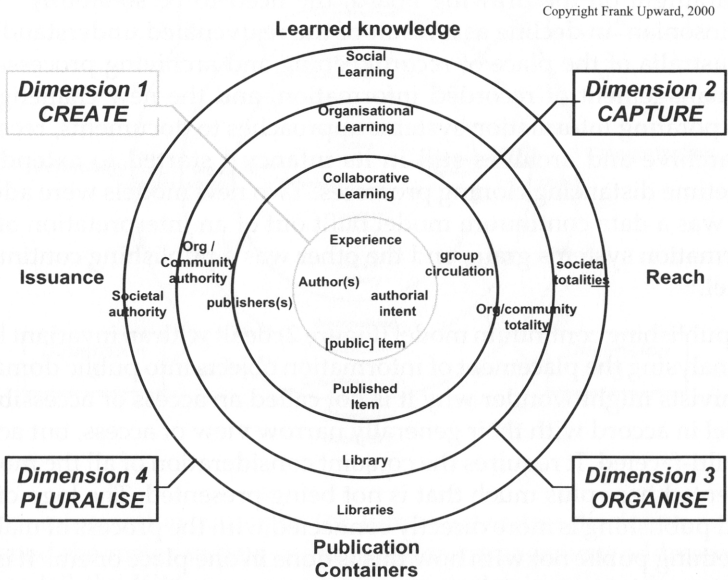 Copyright Frank Upward, 2000
Learned knowledge
Social
Learning
Dimension 1
CREATE
Dimension 2
CAPTURE
Organisational
Learning
Collaborative
Learning
Experience
Org /
Community
authority
group
circulation
Issuance
Societal
authority
publishers(s)
Author(s)
authorial
intent
societal
totalities
Reach
Org/community
totality
[public] item
Published
Item
Library
Dimension 4
PLURALISE
Dimension 3
ORGANISE
Libraries
Publication
Containers